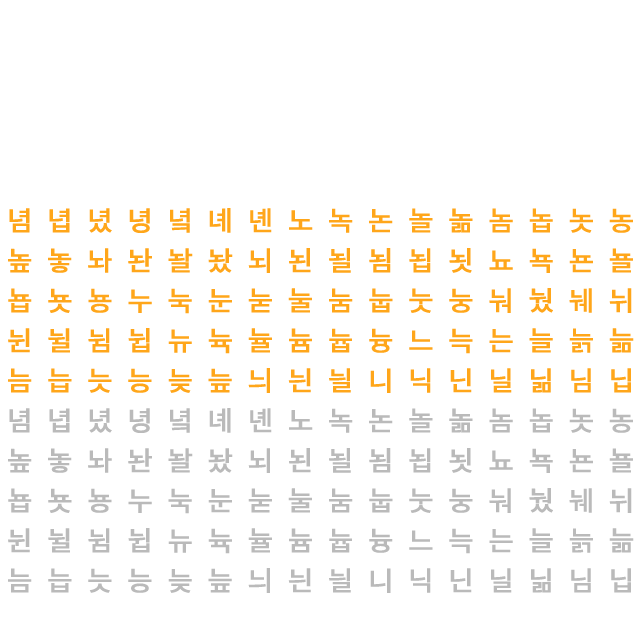 념 녑 녔 녕 녘 녜 녠 노 녹 논 놀 놂 놈 놉 놋 농
높 놓 놔 놘 놜 놨 뇌 뇐 뇔 뇜 뇝 뇟 뇨 뇩 뇬 뇰
뇹 뇻 뇽 누 눅 눈 눋 눌 눔 눕 눗 눙 눠 눴 눼 뉘
뉜 뉠 뉨 뉩 뉴 뉵 뉼 늄 늅 늉 느 늑 는 늘 늙 늚
늠 늡 늣 능 늦 늪 늬 늰 늴 니 닉 닌 닐 닒 님 닙
념 녑 녔 녕 녘 녜 녠 노 녹 논 놀 놂 놈 놉 놋 농
높 놓 놔 놘 놜 놨 뇌 뇐 뇔 뇜 뇝 뇟 뇨 뇩 뇬 뇰
뇹 뇻 뇽 누 눅 눈 눋 눌 눔 눕 눗 눙 눠 눴 눼 뉘
뉜 뉠 뉨 뉩 뉴 뉵 뉼 늄 늅 늉 느 늑 는 늘 늙 늚
늠 늡 늣 능 늦 늪 늬 늰 늴 니 닉 닌 닐 닒 님 닙